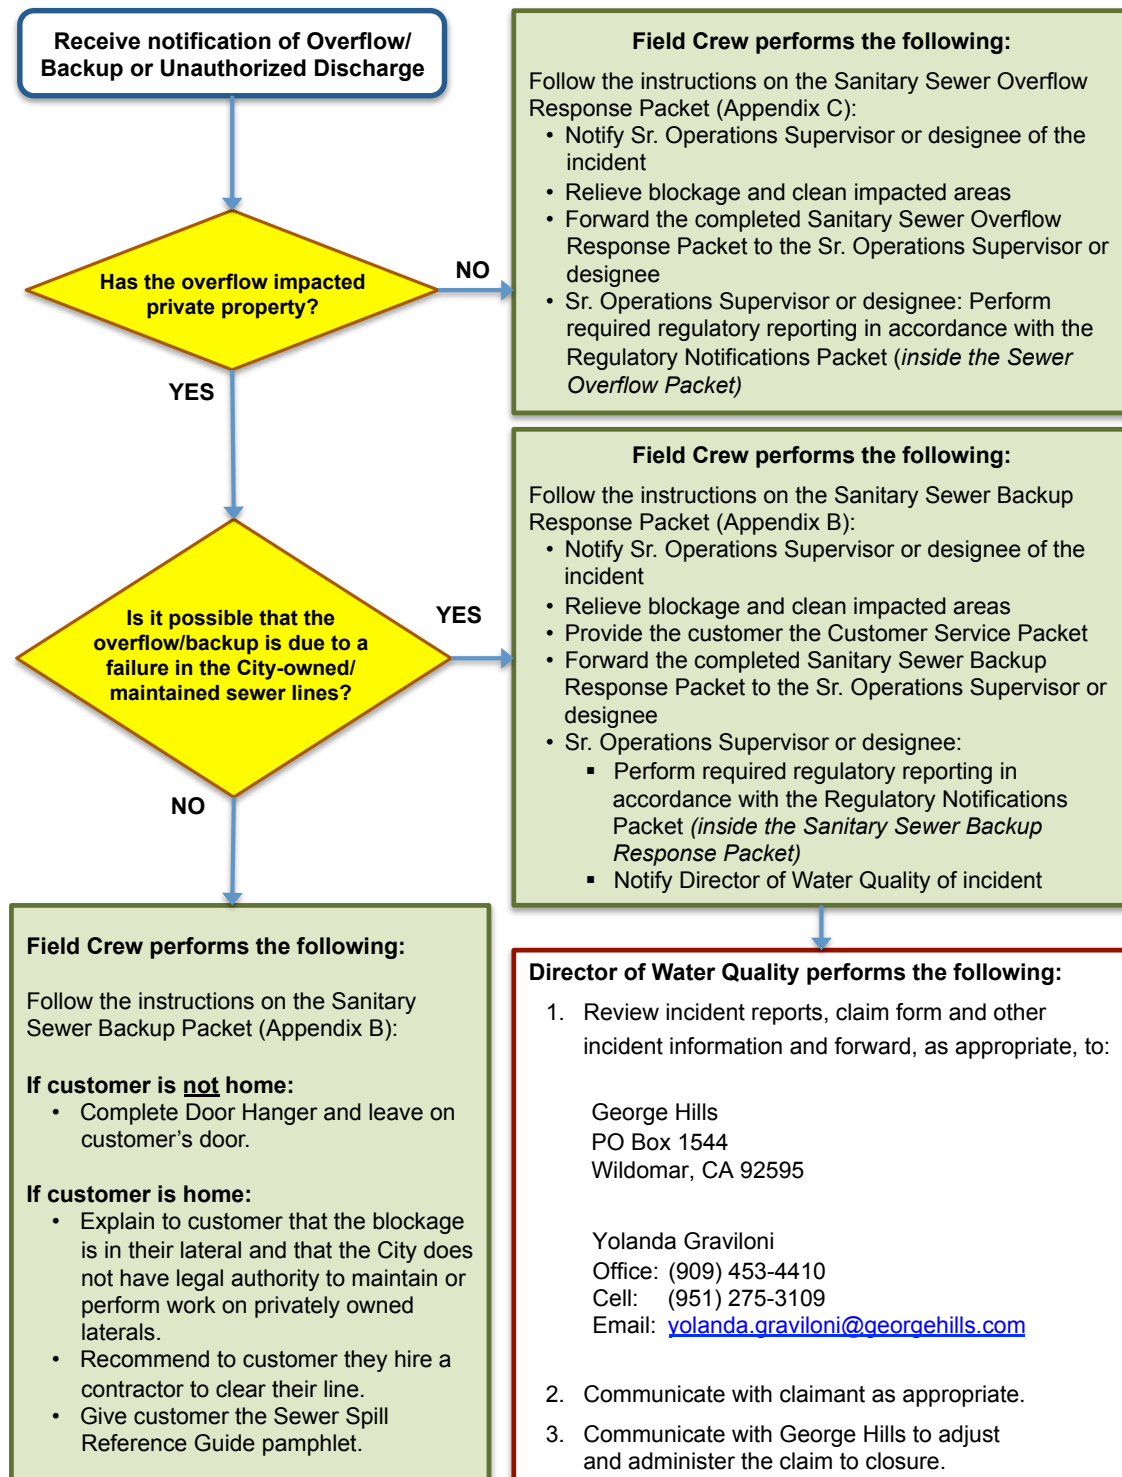 Receive notification of Overflow/
Backup or Unauthorized Discharge
Has the overflow impacted
private property?
NO
YES
Field Crew performs the following:
Follow the instructions on the Sanitary Sewer Overflow
Response Packet (Appendix C):
• Notify Sr. Operations Supervisor or designee of the
incident
• Relieve blockage and clean impacted areas
• Forward the completed Sanitary Sewer Overflow
Response Packet to the Sr. Operations Supervisor or
designee
• Sr. Operations Supervisor or designee: Perform
required regulatory reporting in accordance with the
Regulatory Notifications Packet (inside the Sewer
Overflow Packet)
Is it possible that the
overflow/backup is due to a
failure in the City-owned/
maintained sewer lines?
YES
NO
Field Crew performs the following:
Follow the instructions on the Sanitary Sewer Backup
Response Packet (Appendix B):
• Notify Sr. Operations Supervisor or designee of the
incident
• Relieve blockage and clean impacted areas
• Provide the customer the Customer Service Packet
• Forward the completed Sanitary Sewer Backup
Response Packet to the Sr. Operations Supervisor or
designee
• Sr. Operations Supervisor or designee:
▪ Perform required regulatory reporting in
accordance with the Regulatory Notifications
Packet (inside the Sanitary Sewer Backup
Response Packet)
▪ Notify Director of Water Quality of incident
Field Crew performs the following:
Follow the instructions on the Sanitary
Sewer Backup Packet (Appendix B):
If customer is not home:
• Complete Door Hanger and leave on
customer's door.
If customer is home:
• Explain to customer that the blockage
is in their lateral and that the City does
not have legal authority to maintain or
perform work on privately owned
laterals.
• Recommend to customer they hire a
contractor to clear their line.
• Give customer the Sewer Spill
Reference Guide pamphlet.
Director of Water Quality performs the following:
1. Review incident reports, claim form and other
incident information and forward, as appropriate, to:
George Hills
PO Box 1544
Wildomar, CA 92595
Yolanda Graviloni
Office: (909) 453-4410
Cell: (951) 275-3109
Email: yolanda.graviloni@georgehills.com
2. Communicate with claimant as appropriate.
3. Communicate with George Hills to adjust
and administer the claim to closure.